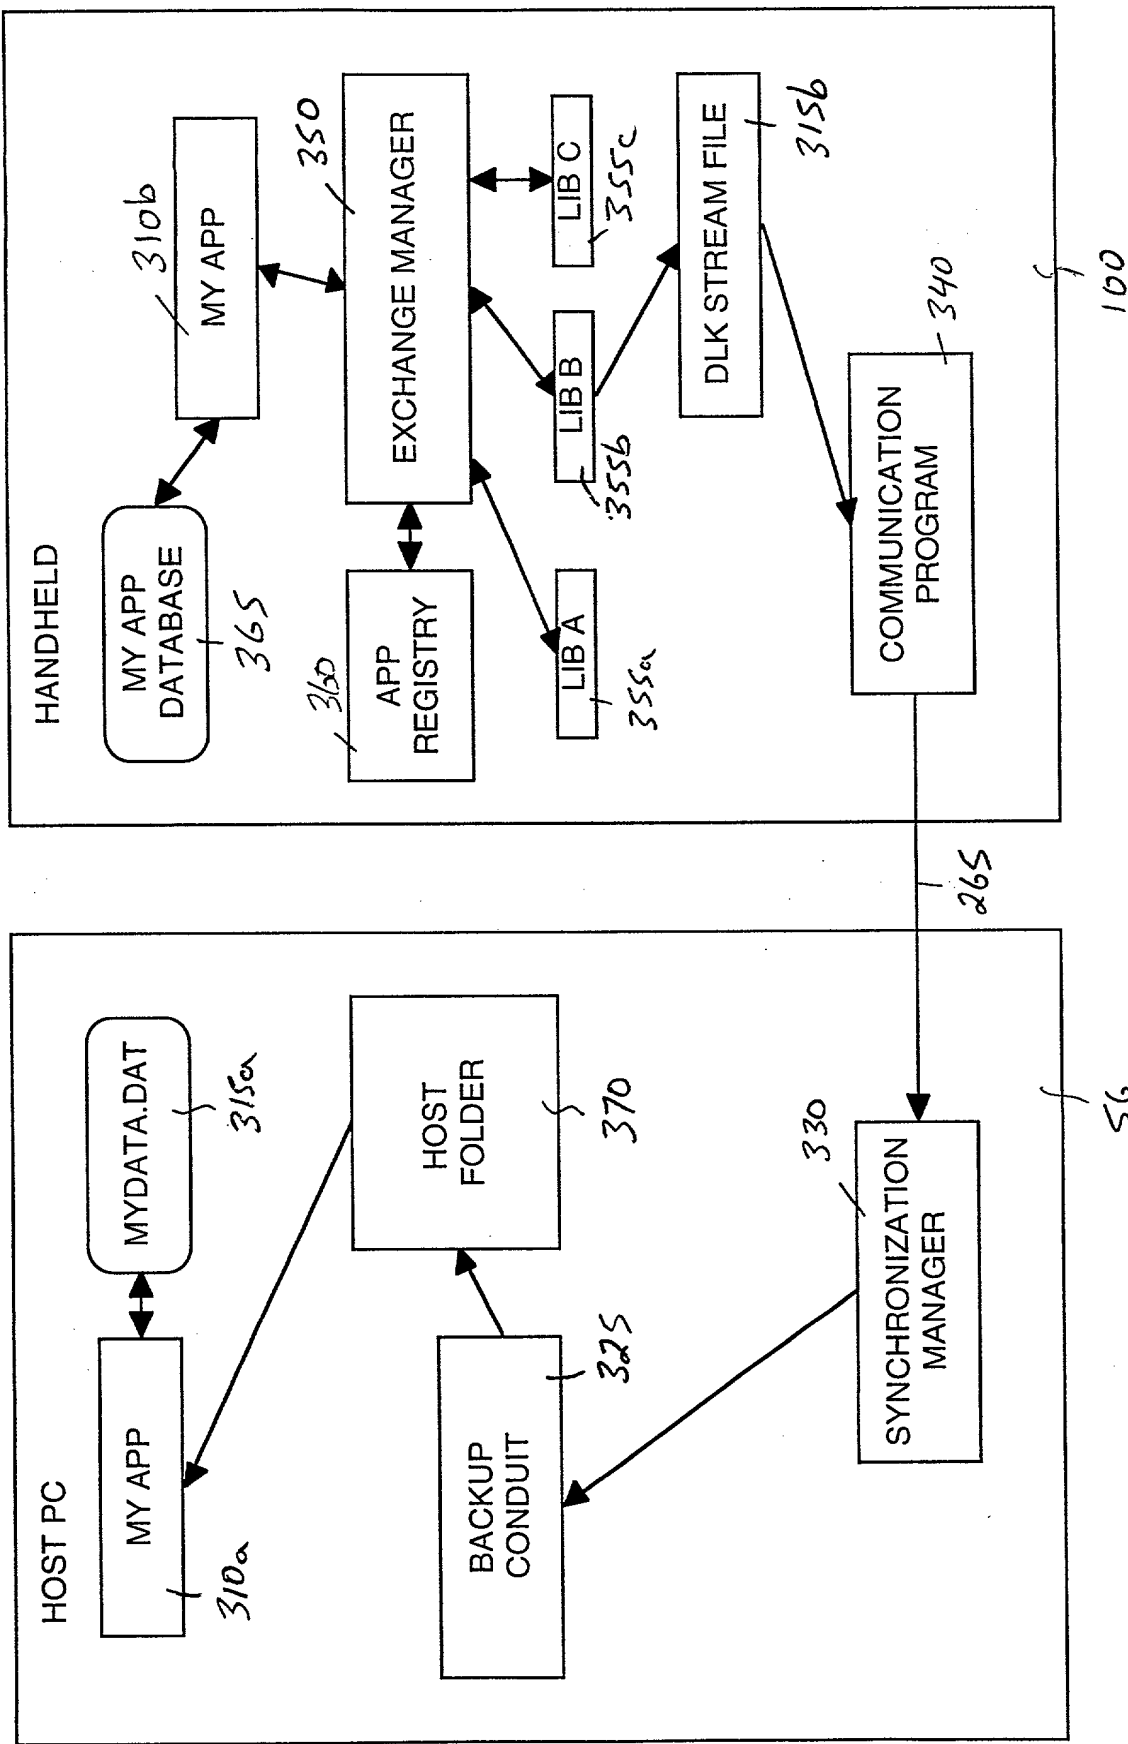 HOST PC
MY APP
310a
MYDATA.DAT
315a
HOST
FOLDER
370
BACKUP
CONDUIT
325
330
SYNCHRONIZATION
MANAGER
56
265
HANDHELD
MY APP
DATABASE
365
310b
MY APP
360
APP
REGISTRY
350
EXCHANGE MANAGER
LIB A
355a
LIB B
355b
LIB C
355c
DLK STREAM FILE
315b
COMMUNICATION
PROGRAM
340
100